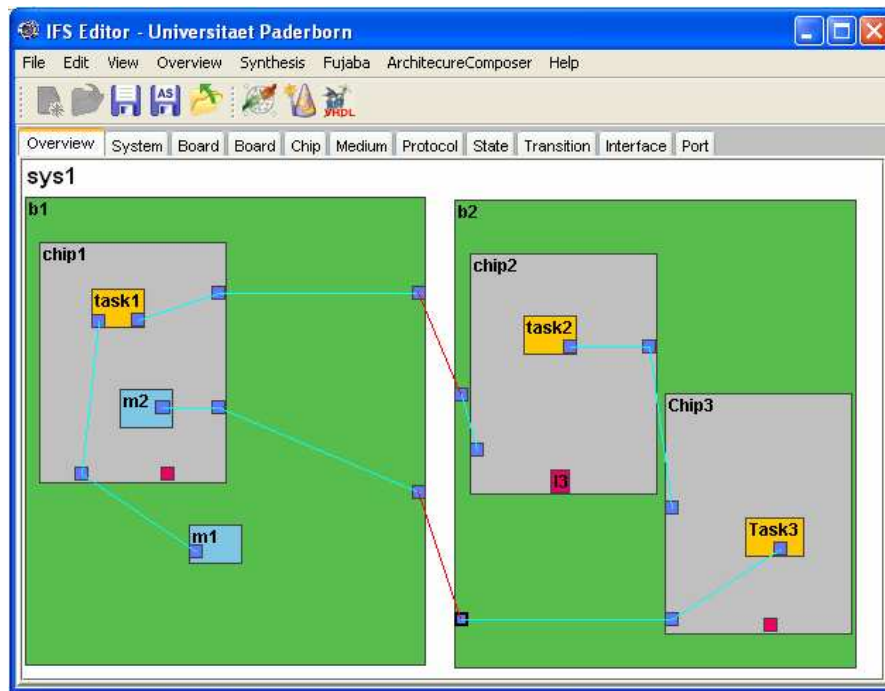 IFS Editor - Universitaet Paderborn
File Edit View Overview Synthesis Fujaba ArchitecureComposer Help
AS VHDL
Overview System Board Board Chip Medium Protocol State Transition Interface Port
sys1
b1
b2
chip1
chip2
task1
task2
m2
Chip3
I3
m1
Task3